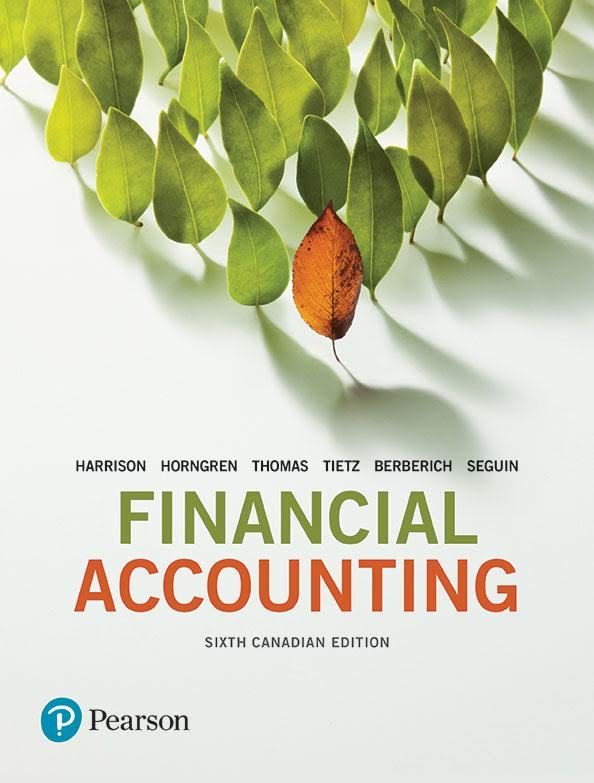 HARRISON HORNGREN THOMAS TIETZ BERBERICH SEGUIN
FINANCIAL
ACCOUNTING
SIXTH CANADIAN EDITION
P Pearson